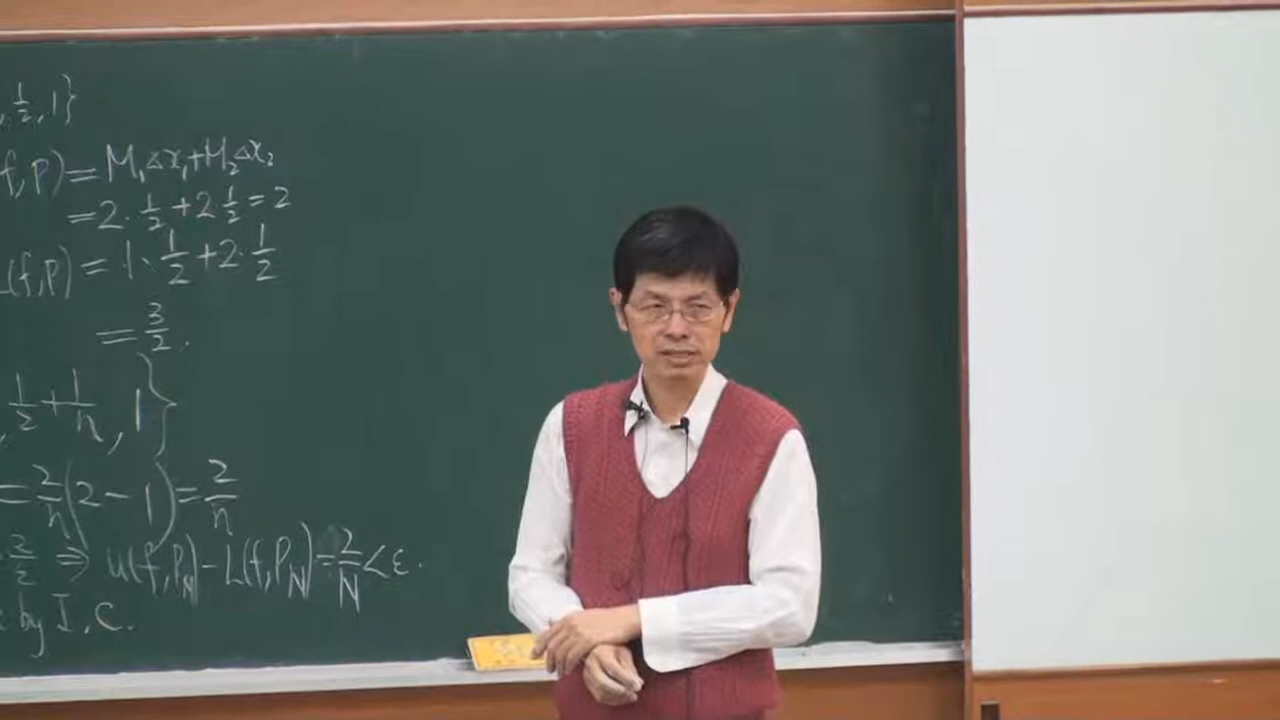 , 1/2, 1}
f, P) = M₁Δx₁ + M₂Δx₂
= 2 · 1/2 + 2 1/2 = 2
L(f, P) = 1 · 1/2 + 2 · 1/2
= 3/2.
, 1/2 + 1/n, 1}
= 2/n (2 - 1) = 2/n
2 ⇒ U(f, P_N) - L(f, P_N) = 2/N < ε.
by I. C.